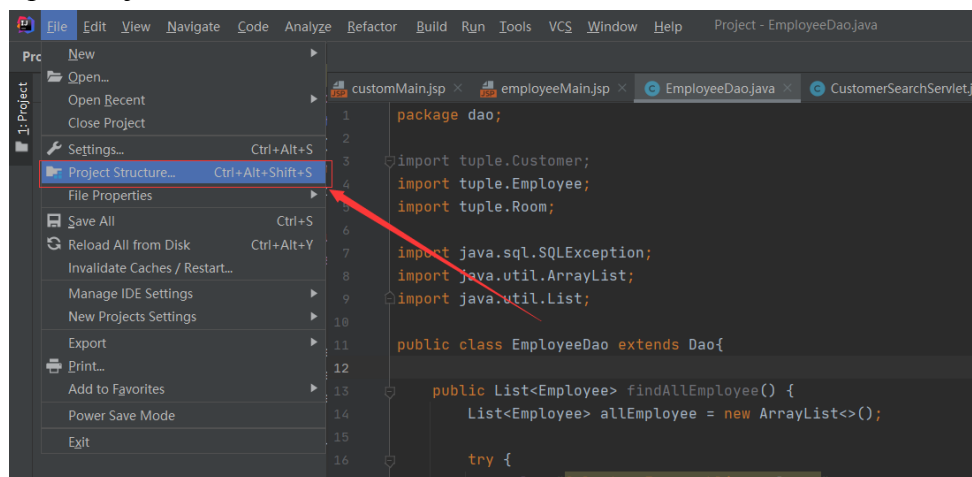 File Edit View Navigate Code Analyze Refactor Build Run Tools VCS Window Help Project - EmployeeDao.java
New
Open...
Open Recent
Close Project
Settings... Ctrl+Alt+S
Project Structure... Ctrl+Alt+Shift+S
File Properties
Save All Ctrl+S
Reload All from Disk Ctrl+Alt+Y
Invalidate Caches / Restart...
Manage IDE Settings
New Projects Settings
Export
Print...
Add to Favorites
Power Save Mode
Exit
1: Project
customMain.jsp employeeMain.jsp EmployeeDao.java CustomerSearchServlet.j
1 package dao;
2
3 import tuple.Customer;
4 import tuple.Employee;
5 import tuple.Room;
6
7 import java.sql.SQLException;
8 import java.util.ArrayList;
9 import java.util.List;
10
11 public class EmployeeDao extends Dao{
12
13 public List<Employee> findAllEmployee() {
14 List<Employee> allEmployee = new ArrayList<>();
15
16 try {